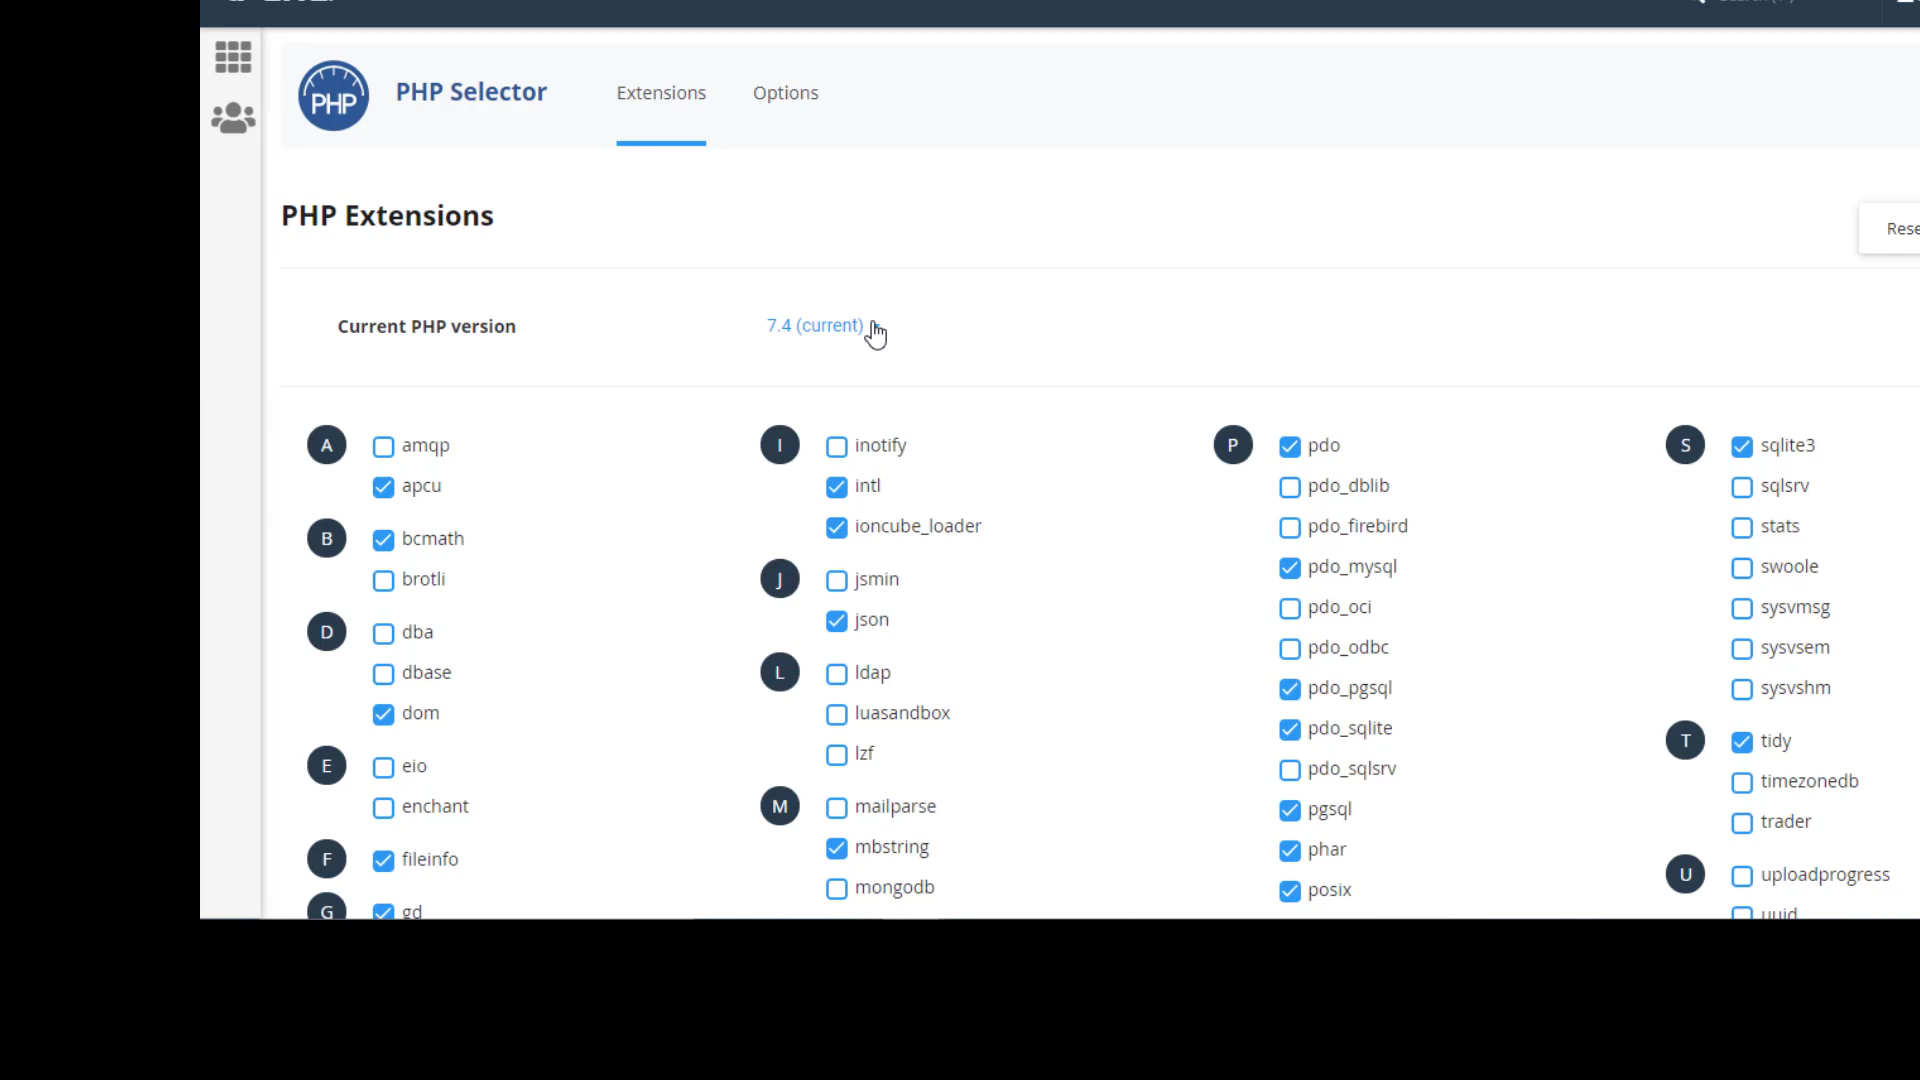 PHP
PHP Selector
Extensions
Options
PHP Extensions
Current PHP version
7.4 (current)
A
amqp
apcu
B
bcmath
brotli
D
dba
dbase
dom
E
eio
enchant
F
fileinfo
G
gd
I
inotify
intl
ioncube_loader
J
jsmin
json
L
ldap
luasandbox
lzf
M
mailparse
mbstring
mongodb
P
pdo
pdo_dblib
pdo_firebird
pdo_mysql
pdo_oci
pdo_odbc
pdo_pgsql
pdo_sqlite
pdo_sqlsrv
pgsql
phar
posix
S
sqlite3
sqlsrv
stats
swoole
sysvmsg
sysvsem
sysvshm
T
tidy
timezonedb
trader
U
uploadprogress
uuid